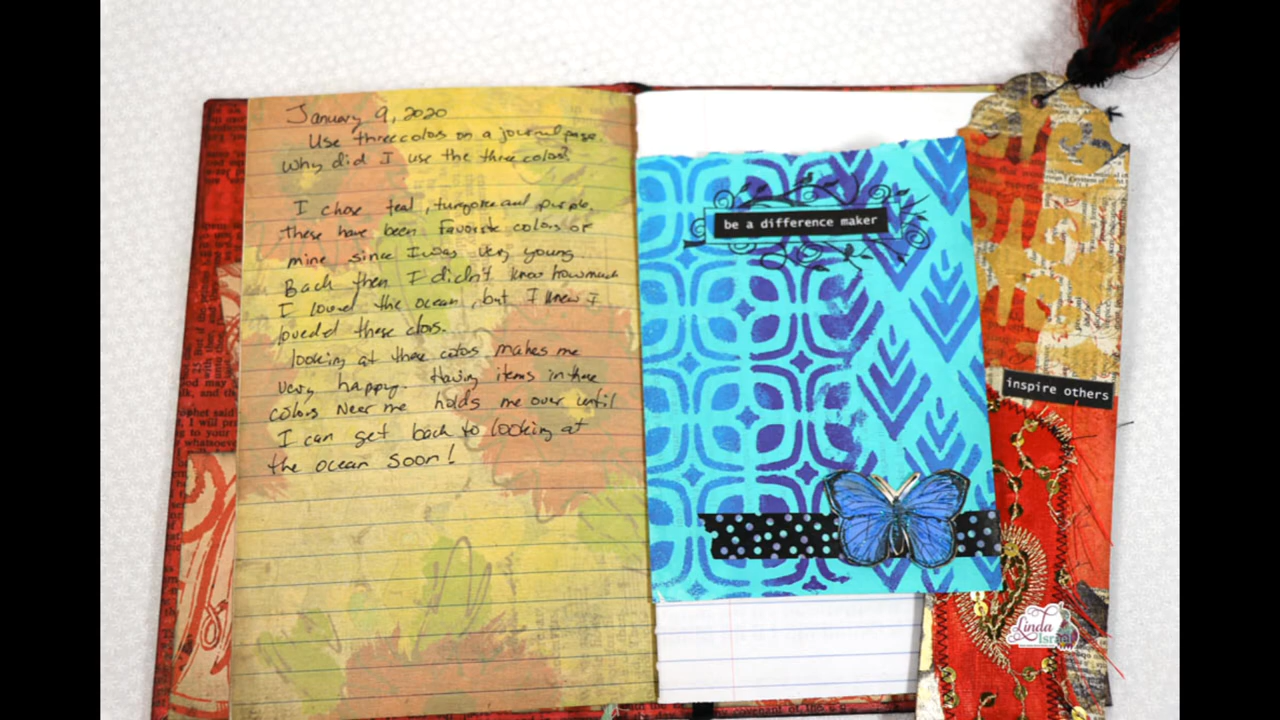 January 9, 2020
Use three colors on a journal page.
Why did I use the three colors?
I chose teal, turqoise and purple.
these have been favorite colors of
mine since I was very young
Back then I didn't know how much
I loved the ocean, but I knew I
loved these colors.
looking at these colors makes me
very happy. Having items in these
colors near me holds me over until
I can get back to looking at
the ocean soon!
be a difference maker
inspire others
Linda
Israel